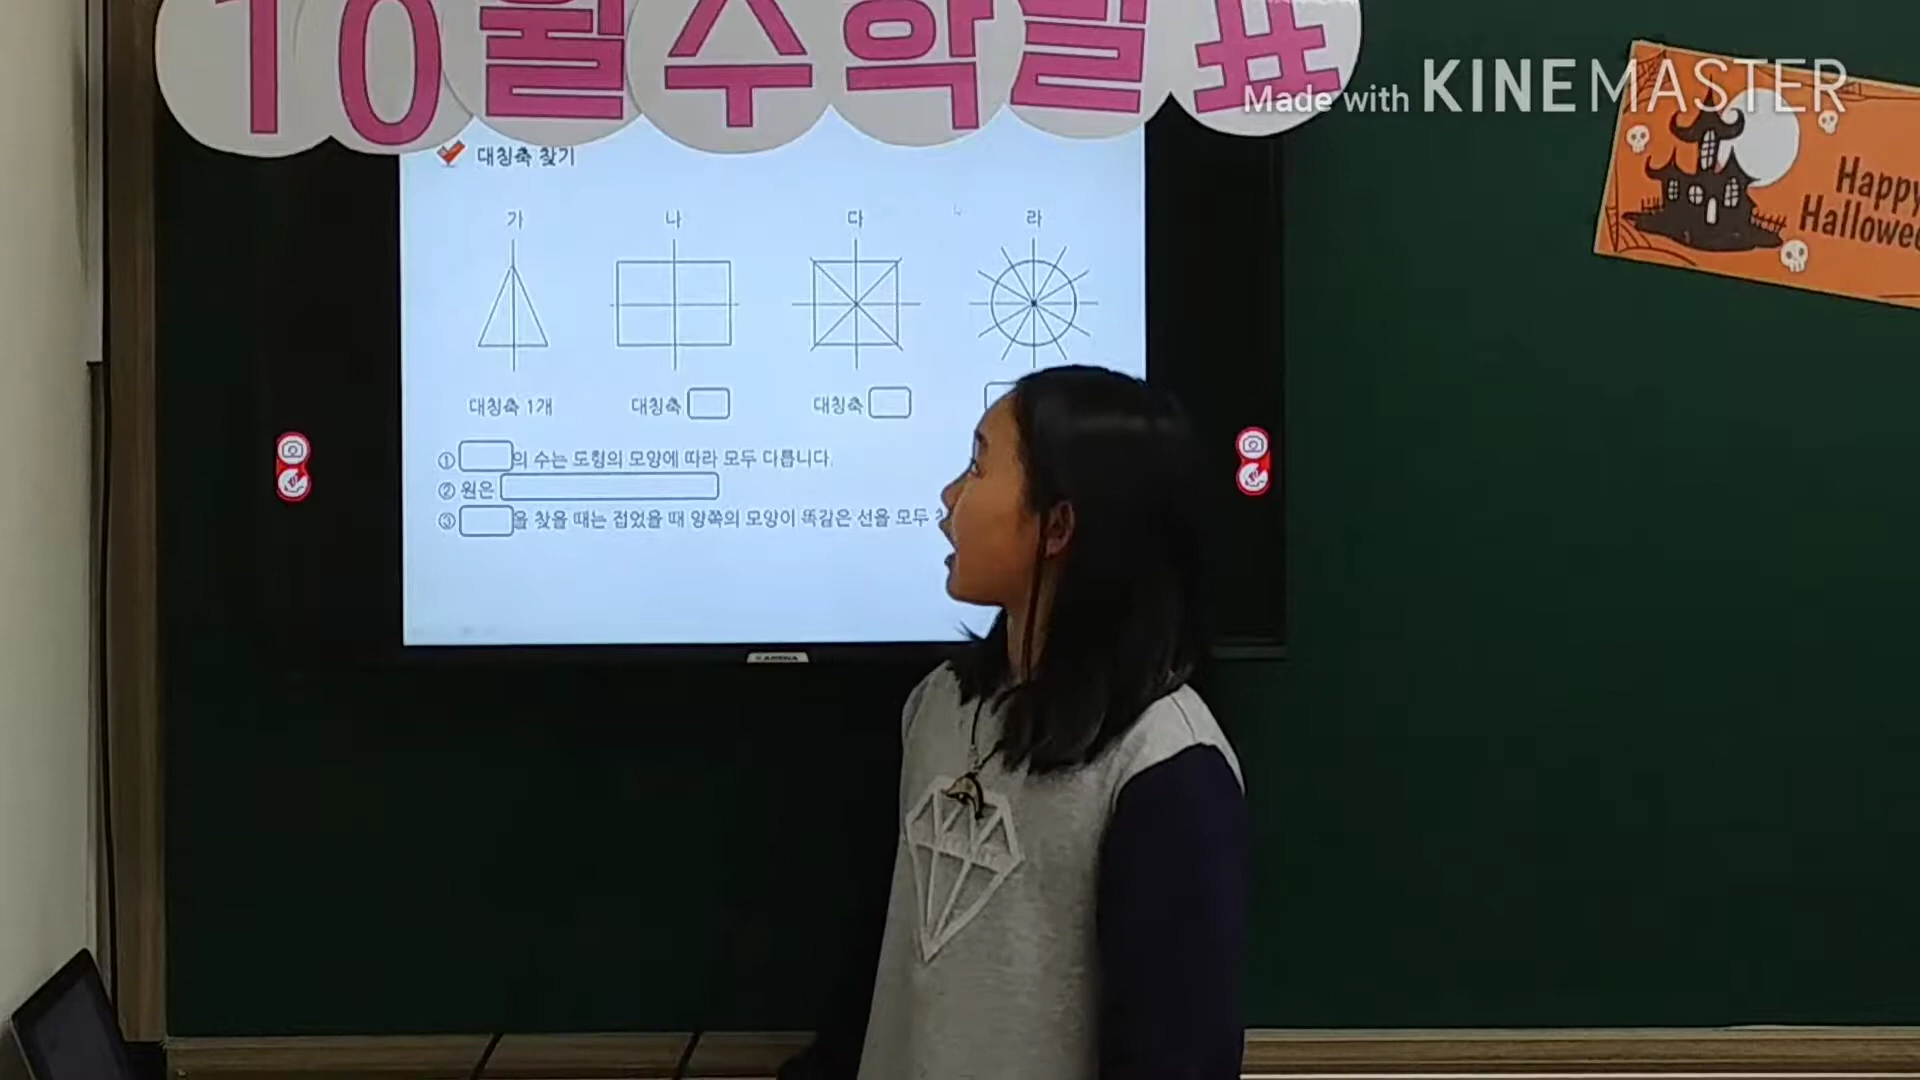 10월 수학 발표
Made with KINEMASTER
Happy
Hallowe
대칭축 찾기
가 나 다 라
대칭축 1개 대칭축 대칭축
① 의 수는 도형의 모양에 따라 모두 다릅니다.
② 원은
③ 을 찾을 때는 접었을 때 양쪽의 모양이 똑같은 선을 모두